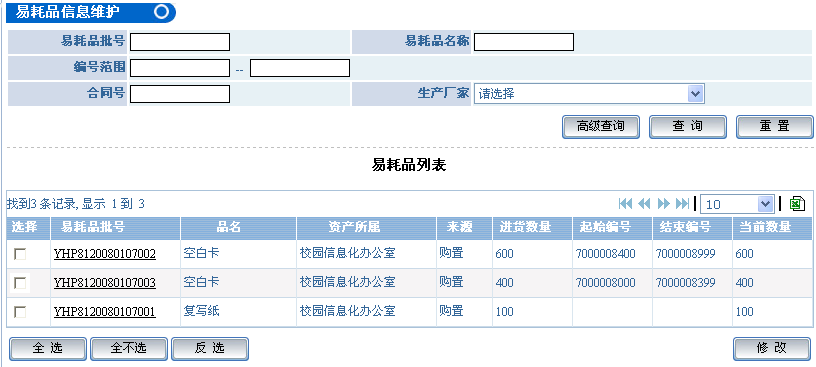 易耗品信息维护
易耗品批号 易耗品名称
编号范围 --
合同号 生产厂家 请选择
高级查询 查 询 重 置
易耗品列表
找到3 条记录, 显示 1 到 3 10
选择 易耗品批号 品名 资产所属 来源 进货数量 起始编号 结束编号 当前数量
YHP8120080107002 空白卡 校园信息化办公室 购置 600 7000008400 7000008999 600
YHP8120080107003 空白卡 校园信息化办公室 购置 400 7000008000 7000008399 400
YHP8120080107001 复写纸 校园信息化办公室 购置 100 100
全 选 全不选 反 选 修 改